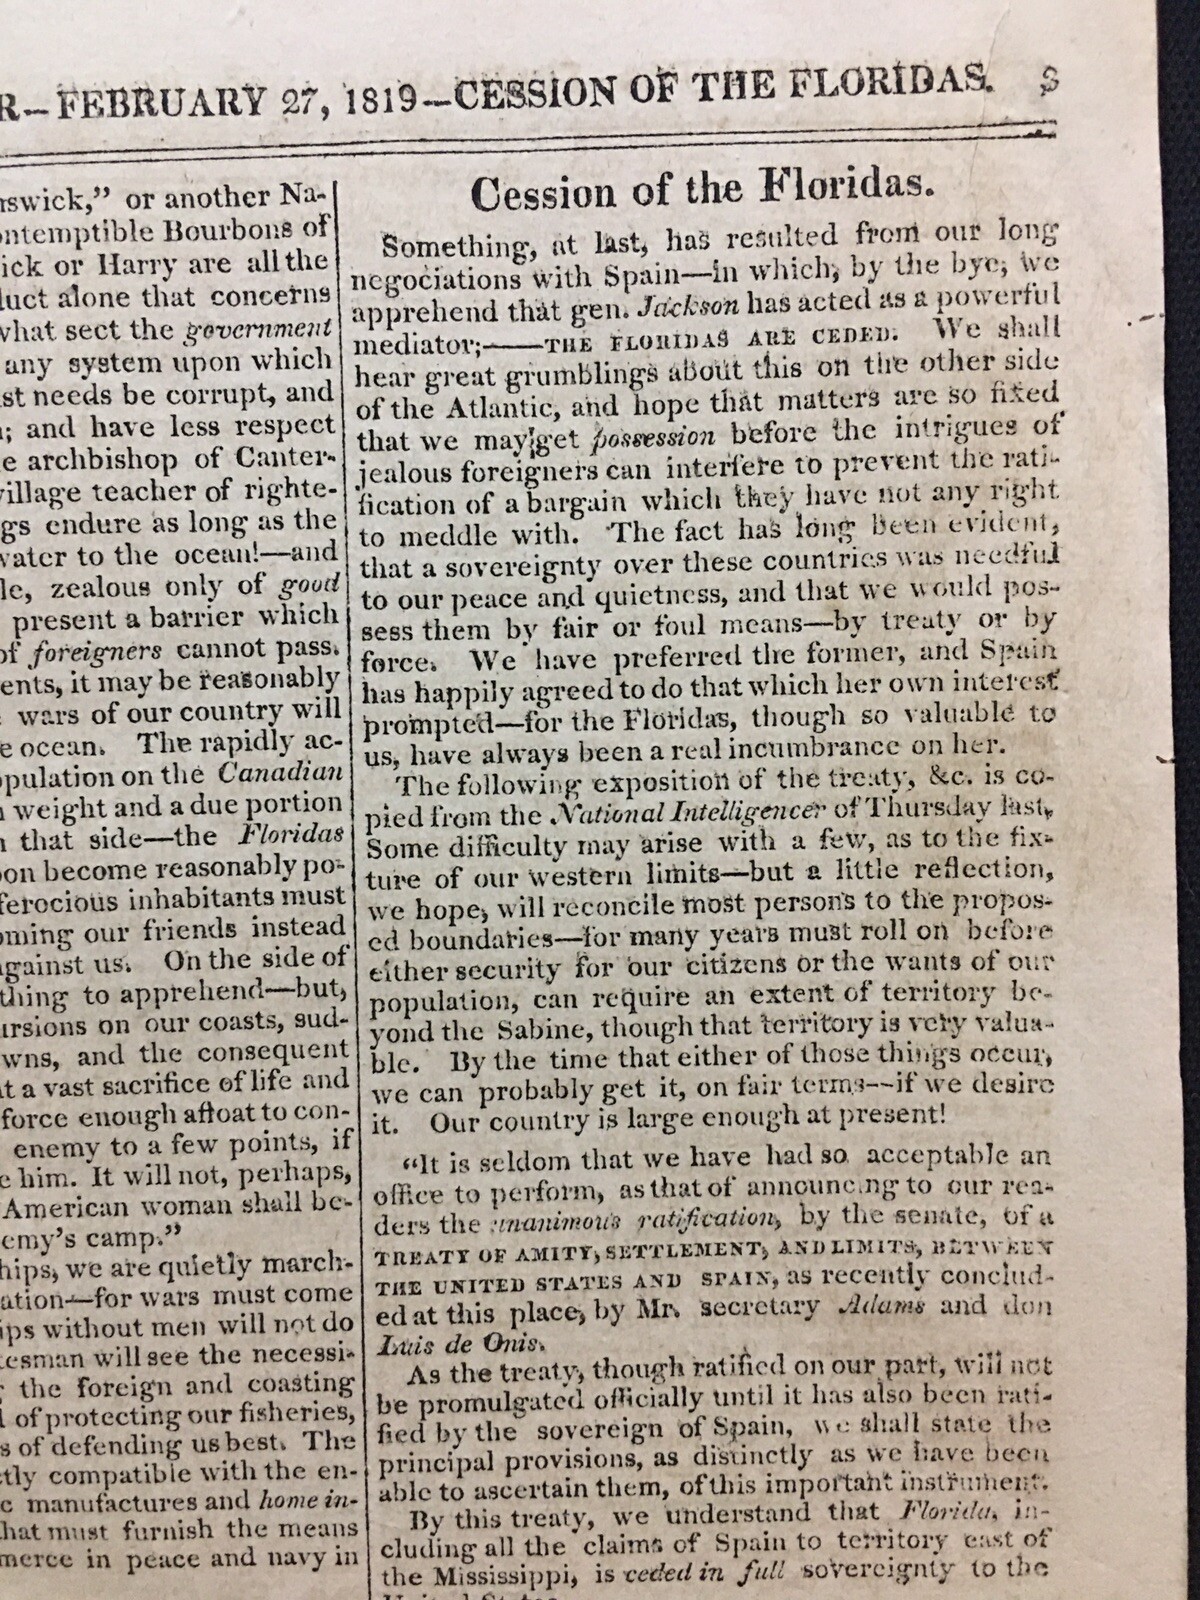 R—FEBRUARY 27, 1819—CESSION OF THE FLORIDAS.
nswick,” or another Na-
ontemptible Bourbons of
ick or Harry are all the
duct alone that concerns
what sect the government
any system upon which
st needs be corrupt, and
; and have less respect
e archbishop of Canter-
village teacher of righte-
gs endure as long as the
water to the ocean!—and
le, zealous only of good
present a barrier which
of foreigners cannot pass.
ents, it may be reasonably
wars of our country will
e ocean. The rapidly ac-
opulation on the Canadian
weight and a due portion
that side—the Floridas
on become reasonably po-
ferocious inhabitants must
oming our friends instead
against us. On the side of
thing to apprehend—but,
ursions on our coasts, sud-
wns, and the consequent
at a vast sacrifice of life and
force enough afloat to con-
enemy to a few points, if
e him. It will not, perhaps,
American woman shall be-
emy's camp.”
hips, we are quietly march-
ation—for wars must come
ips without men will not do
tesman will see the necessi-
the foreign and coasting
of protecting our fisheries,
s of defending us best. The
ctly compatible with the en-
c manufactures and home in-
that must furnish the means
merce in peace and navy in
Cession of the Floridas.
Something, at last, has resulted from our long
negociations with Spain—in which, by the bye, we
apprehend that gen. Jackson has acted as a powerful
mediator;——THE FLORIDAS ARE CEDED. We shall
hear great grumblings about this on the other side
of the Atlantic, and hope that matters are so fixed
that we may get possession before the intrigues of
jealous foreigners can interfere to prevent the rati-
fication of a bargain which they have not any right
to meddle with. The fact has long been evident,
that a sovereignty over these countries was needful
to our peace and quietness, and that we would pos-
sess them by fair or foul means—by treaty or by
force. We have preferred the former, and Spain
has happily agreed to do that which her own interest
prompted—for the Floridas, though so valuable to
us, have always been a real incumbrance on her.
The following exposition of the treaty, &c. is co-
pied from the National Intelligencer of Thursday last,
Some difficulty may arise with a few, as to the fix-
ture of our western limits—but a little reflection,
we hope, will reconcile most persons to the propos-
ed boundaries—for many years must roll on before
either security for our citizens or the wants of our
population, can require an extent of territory be-
yond the Sabine, though that territory is very valua-
ble. By the time that either of those things occur,
we can probably get it, on fair terms--if we desire
it. Our country is large enough at present!
“It is seldom that we have had so acceptable an
office to perform, as that of announcing to our rea-
ders the unanimous ratification, by the senate, of a
TREATY OF AMITY, SETTLEMENT, AND LIMITS, BETWEEN
THE UNITED STATES AND SPAIN, as recently conclud-
ed at this place, by Mr. secretary Adams and don
Luis de Onis.
As the treaty, though ratified on our part, will not
be promulgated officially until it has also been rati-
fied by the sovereign of Spain, we shall state the
principal provisions, as distinctly as we have been
able to ascertain them, of this important instrument.
By this treaty, we understand that Florida, in-
cluding all the claims of Spain to territory east of
the Mississippi, is ceded in full sovereignty to the